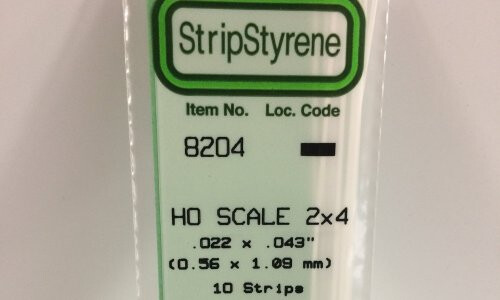 StripStyrene
Item No. Loc. Code
8204
HO SCALE 2x4
.022 x .043"
(0.56 x 1.09 mm)
10 Strips